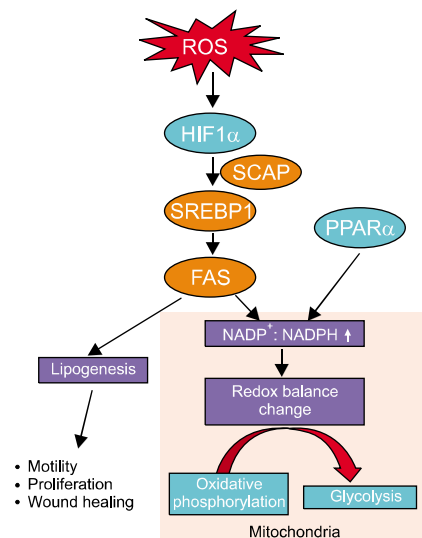 ROS
HIF1α
SCAP
SREBP1
PPARα
FAS
NADP⁺: NADPH ↑
Lipogenesis
Redox balance
change
• Motility
• Proliferation
• Wound healing
Oxidative
phosphorylation
Glycolysis
Mitochondria